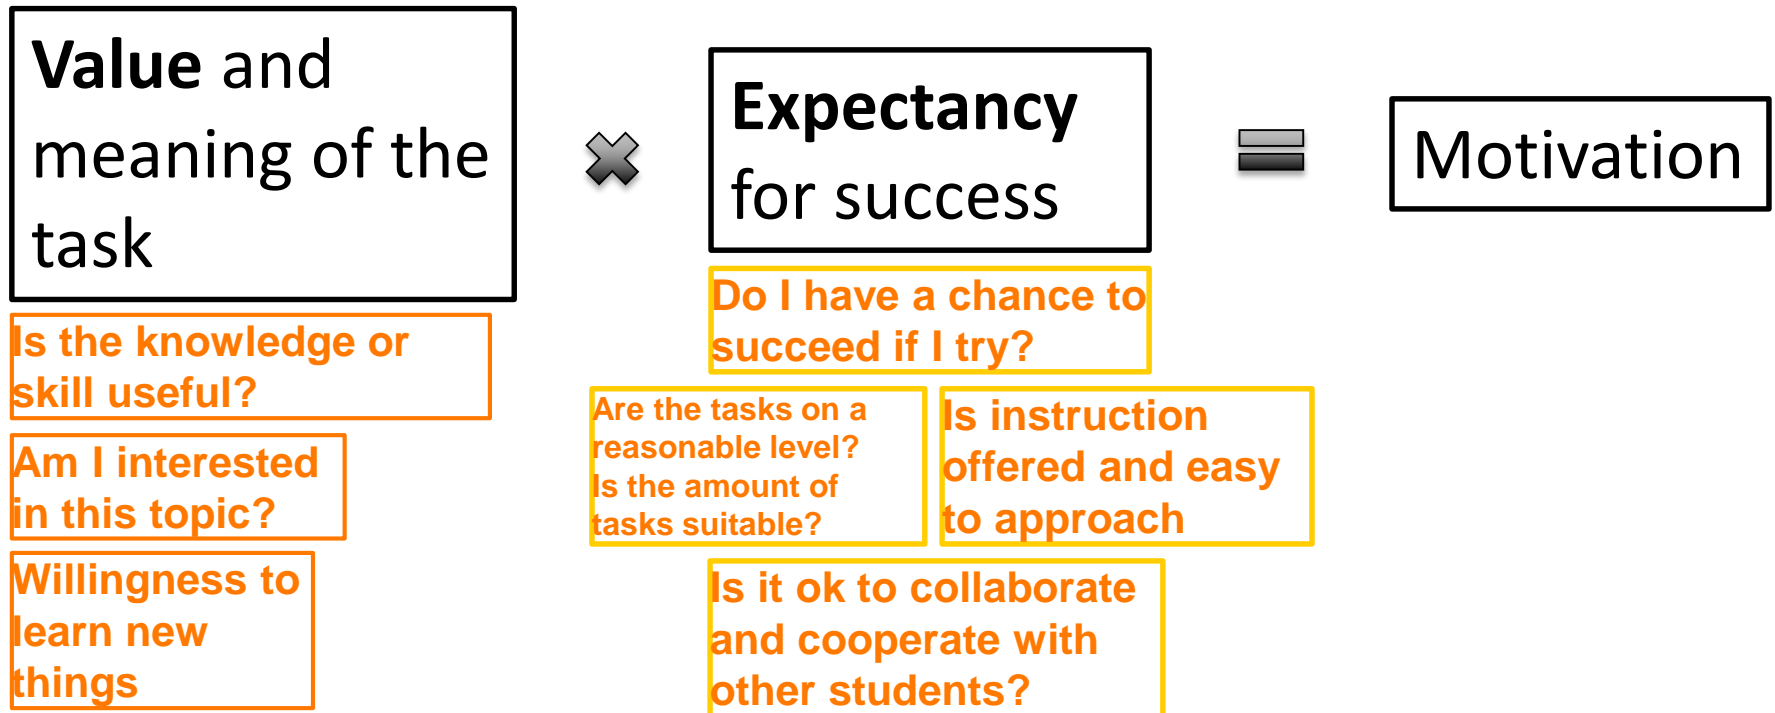 Value and
meaning of the
task
Expectancy
for success
Motivation
Is the knowledge or
skill useful?
Am I interested
in this topic?
Willingness to
learn new
things
Do I have a chance to
succeed if I try?
Are the tasks on a
reasonable level?
Is the amount of
tasks suitable?
Is instruction
offered and easy
to approach
Is it ok to collaborate
and cooperate with
other students?